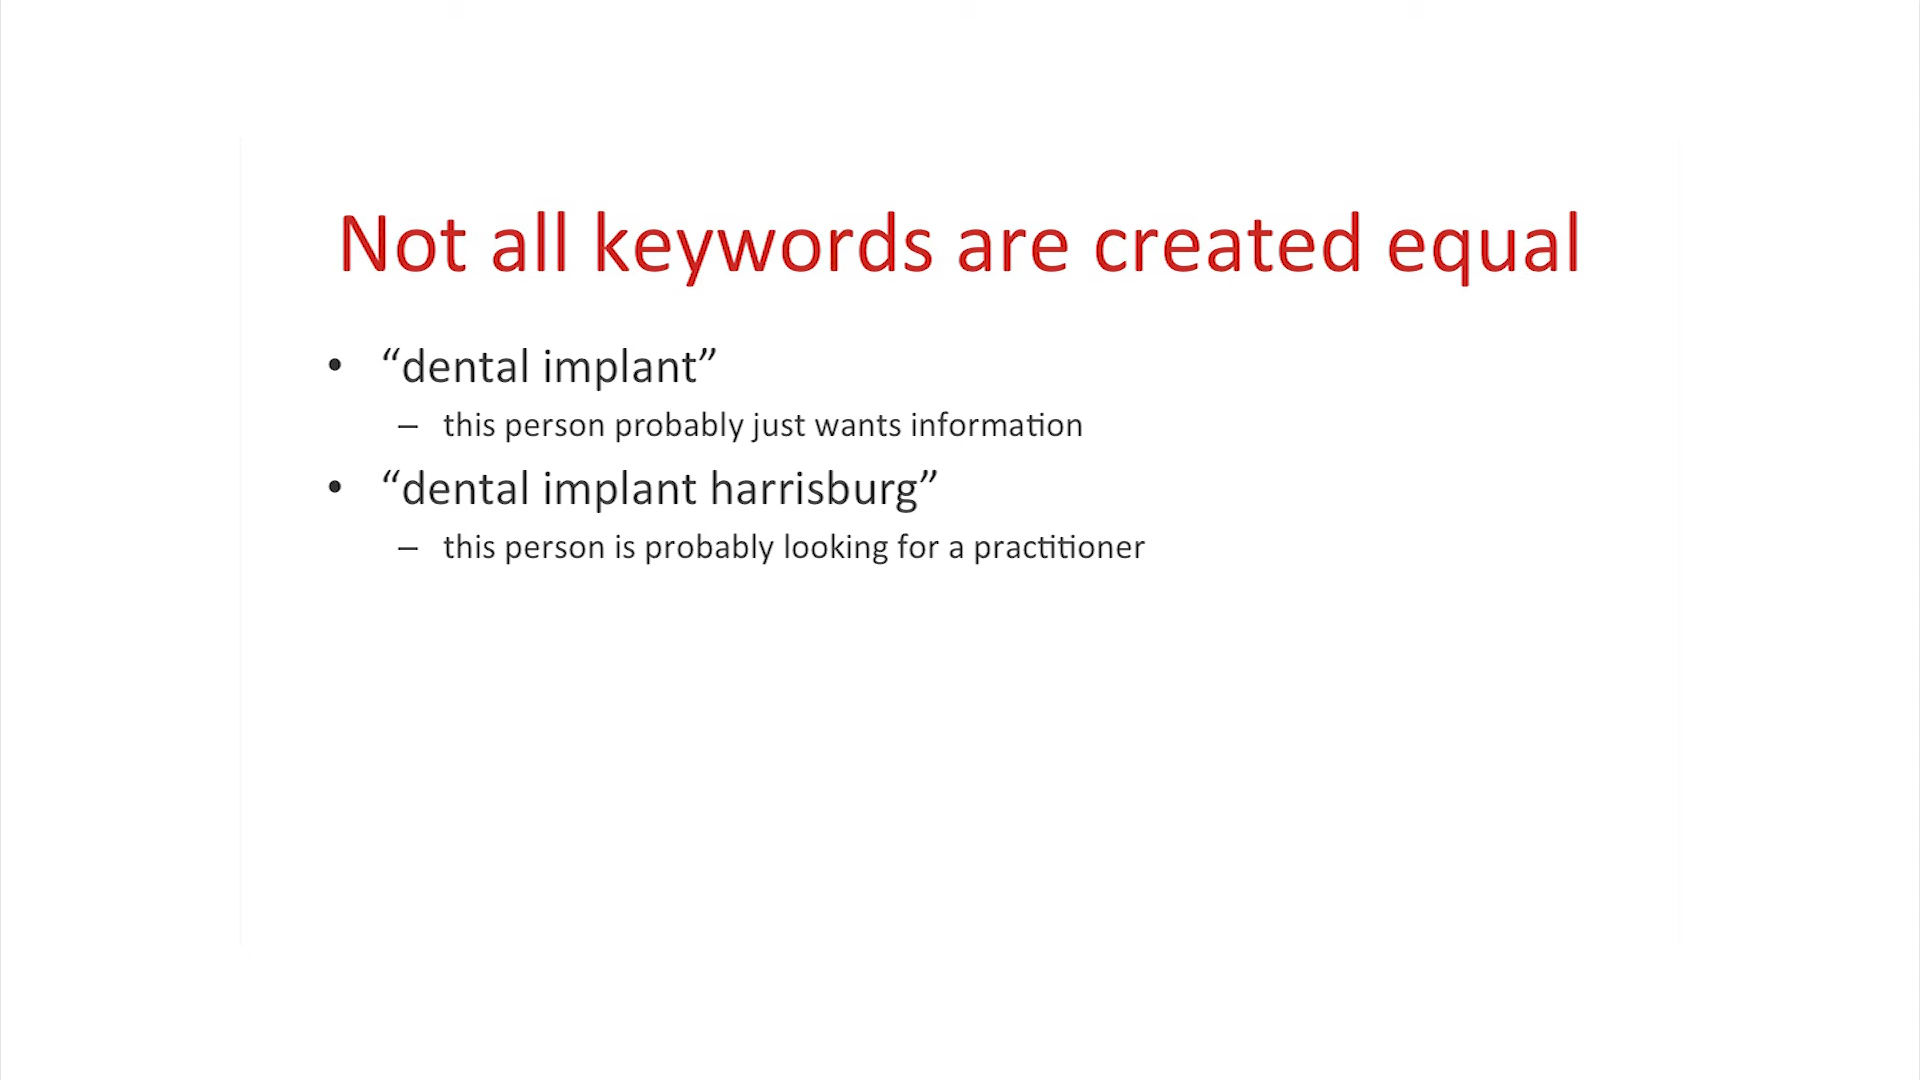 Not all keywords are created equal
• “dental implant”
– this person probably just wants information
• “dental implant harrisburg”
– this person is probably looking for a practitioner